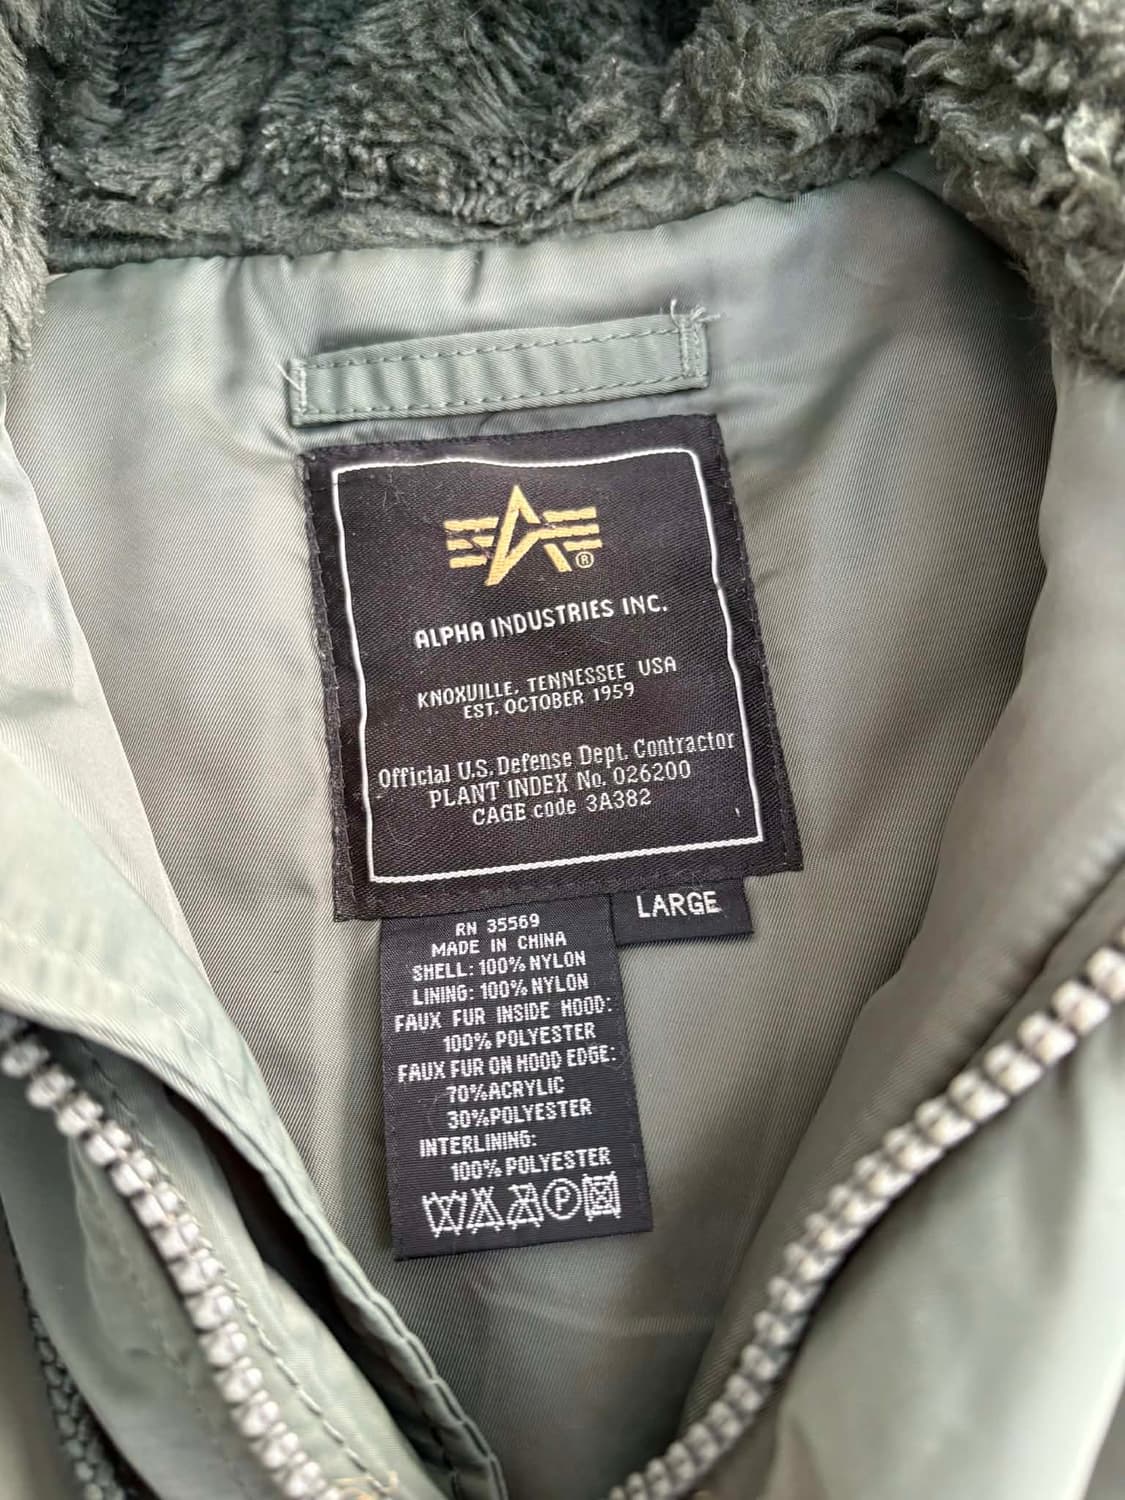 ®
ALPHA INDUSTRIES INC.
KNOXVILLE, TENNESSEE USA
EST. OCTOBER 1959
Official U.S. Defense Dept. Contractor
PLANT INDEX No. 026200
CAGE code 3A382
LARGE
RN 35569
MADE IN CHINA
SHELL: 100% NYLON
LINING: 100% NYLON
FAUX FUR INSIDE HOOD:
100% POLYESTER
FAUX FUR ON HOOD EDGE:
70%ACRYLIC
30%POLYESTER
INTERLINING:
100% POLYESTER
P